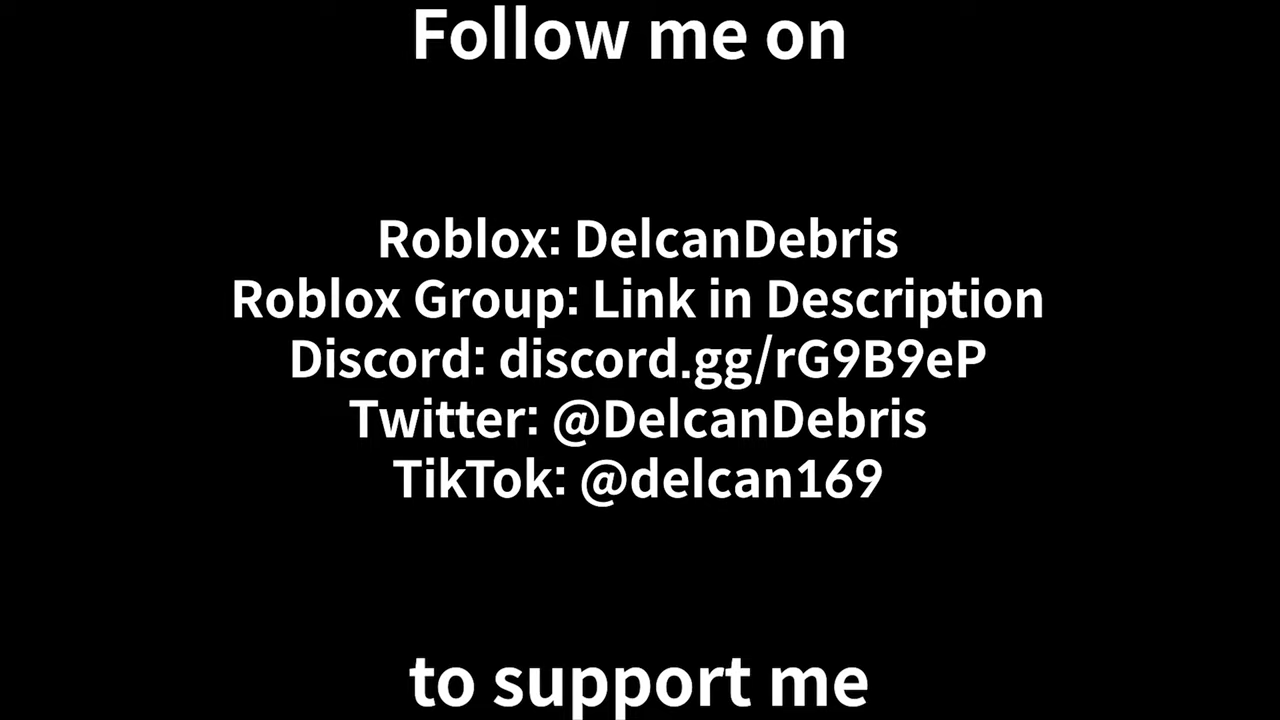 Follow me on
Roblox: DelcanDebris
Roblox Group: Link in Description
Discord: discord.gg/rG9B9eP
Twitter: @DelcanDebris
TikTok: @delcan169
to support me